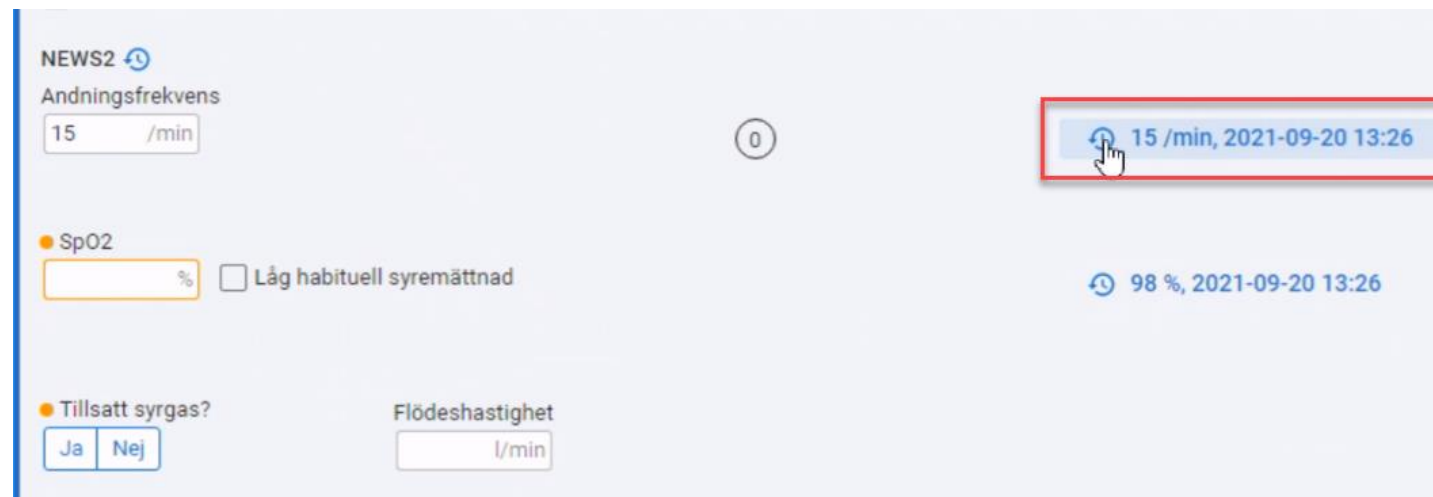 NEWS2
Andningsfrekvens
15 /min
0
15 /min, 2021-09-20 13:26
SpO2
%
Låg habituell syremättnad
98 %, 2021-09-20 13:26
Tillsatt syrgas?
Flödeshastighet
Ja Nej
l/min